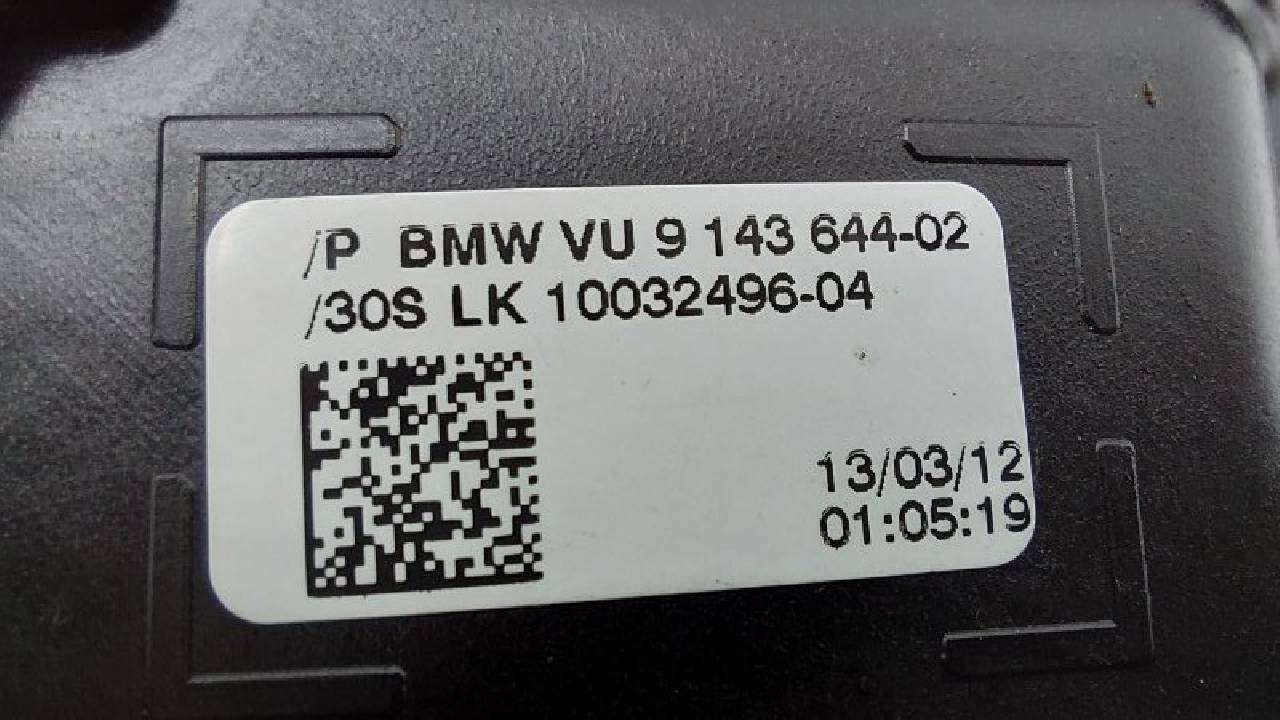 /P BMW VU 9 143 644-02
/30S LK 10032496-04
13/03/12
01:05:19